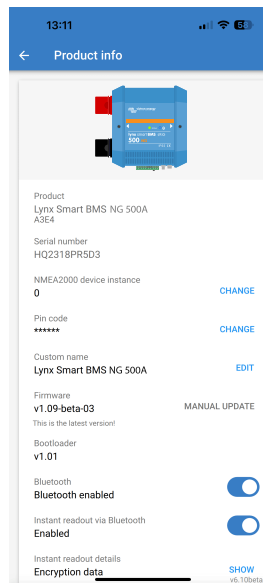 13:11
Product info
500
Product
Lynx Smart BMS NG 500A
A3E4
Serial number
HQ2318PR5D3
NMEA2000 device instance
0
CHANGE
Pin code
******
CHANGE
Custom name
Lynx Smart BMS NG 500A
EDIT
Firmware
v1.09-beta-03
MANUAL UPDATE
This is the latest version!
Bootloader
v1.01
Bluetooth
Bluetooth enabled
Instant readout via Bluetooth
Enabled
Instant readout details
Encryption data
SHOW
v6.10beta